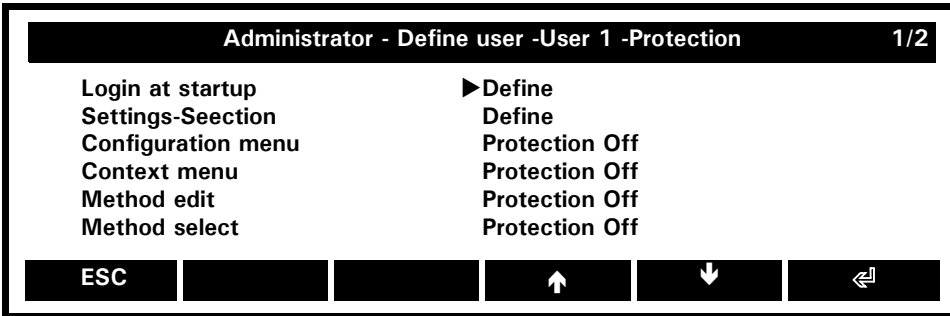 Administrator - Define user -User 1 -Protection 1/2
Login at startup ▶Define
Settings-Seection Define
Configuration menu Protection Off
Context menu Protection Off
Method edit Protection Off
Method select Protection Off
ESC